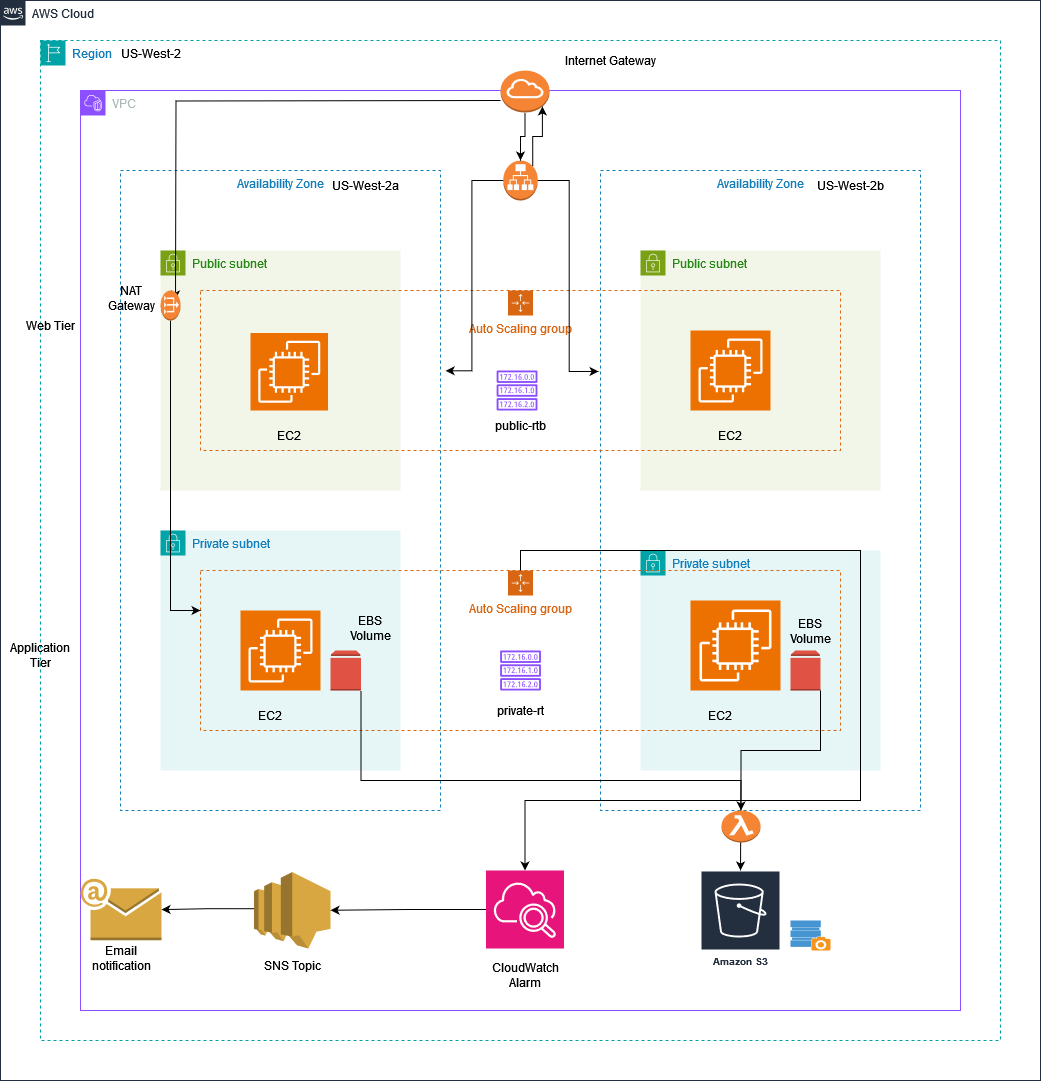 aws
AWS Cloud
Region
US-West-2
Internet Gateway
VPC
Availability Zone
US-West-2a
Availability Zone
US-West-2b
Public subnet
Public subnet
NAT
Gateway
Web Tier
Auto Scaling group
172.16.0.0
172.16.1.0
172.16.2.0
public-rtb
EC2
EC2
Private subnet
Private subnet
Auto Scaling group
EBS
Volume
EBS
Volume
Application
Tier
172.16.0.0
172.16.1.0
172.16.2.0
private-rt
EC2
EC2
@
Email
notification
SNS Topic
CloudWatch
Alarm
Amazon S3